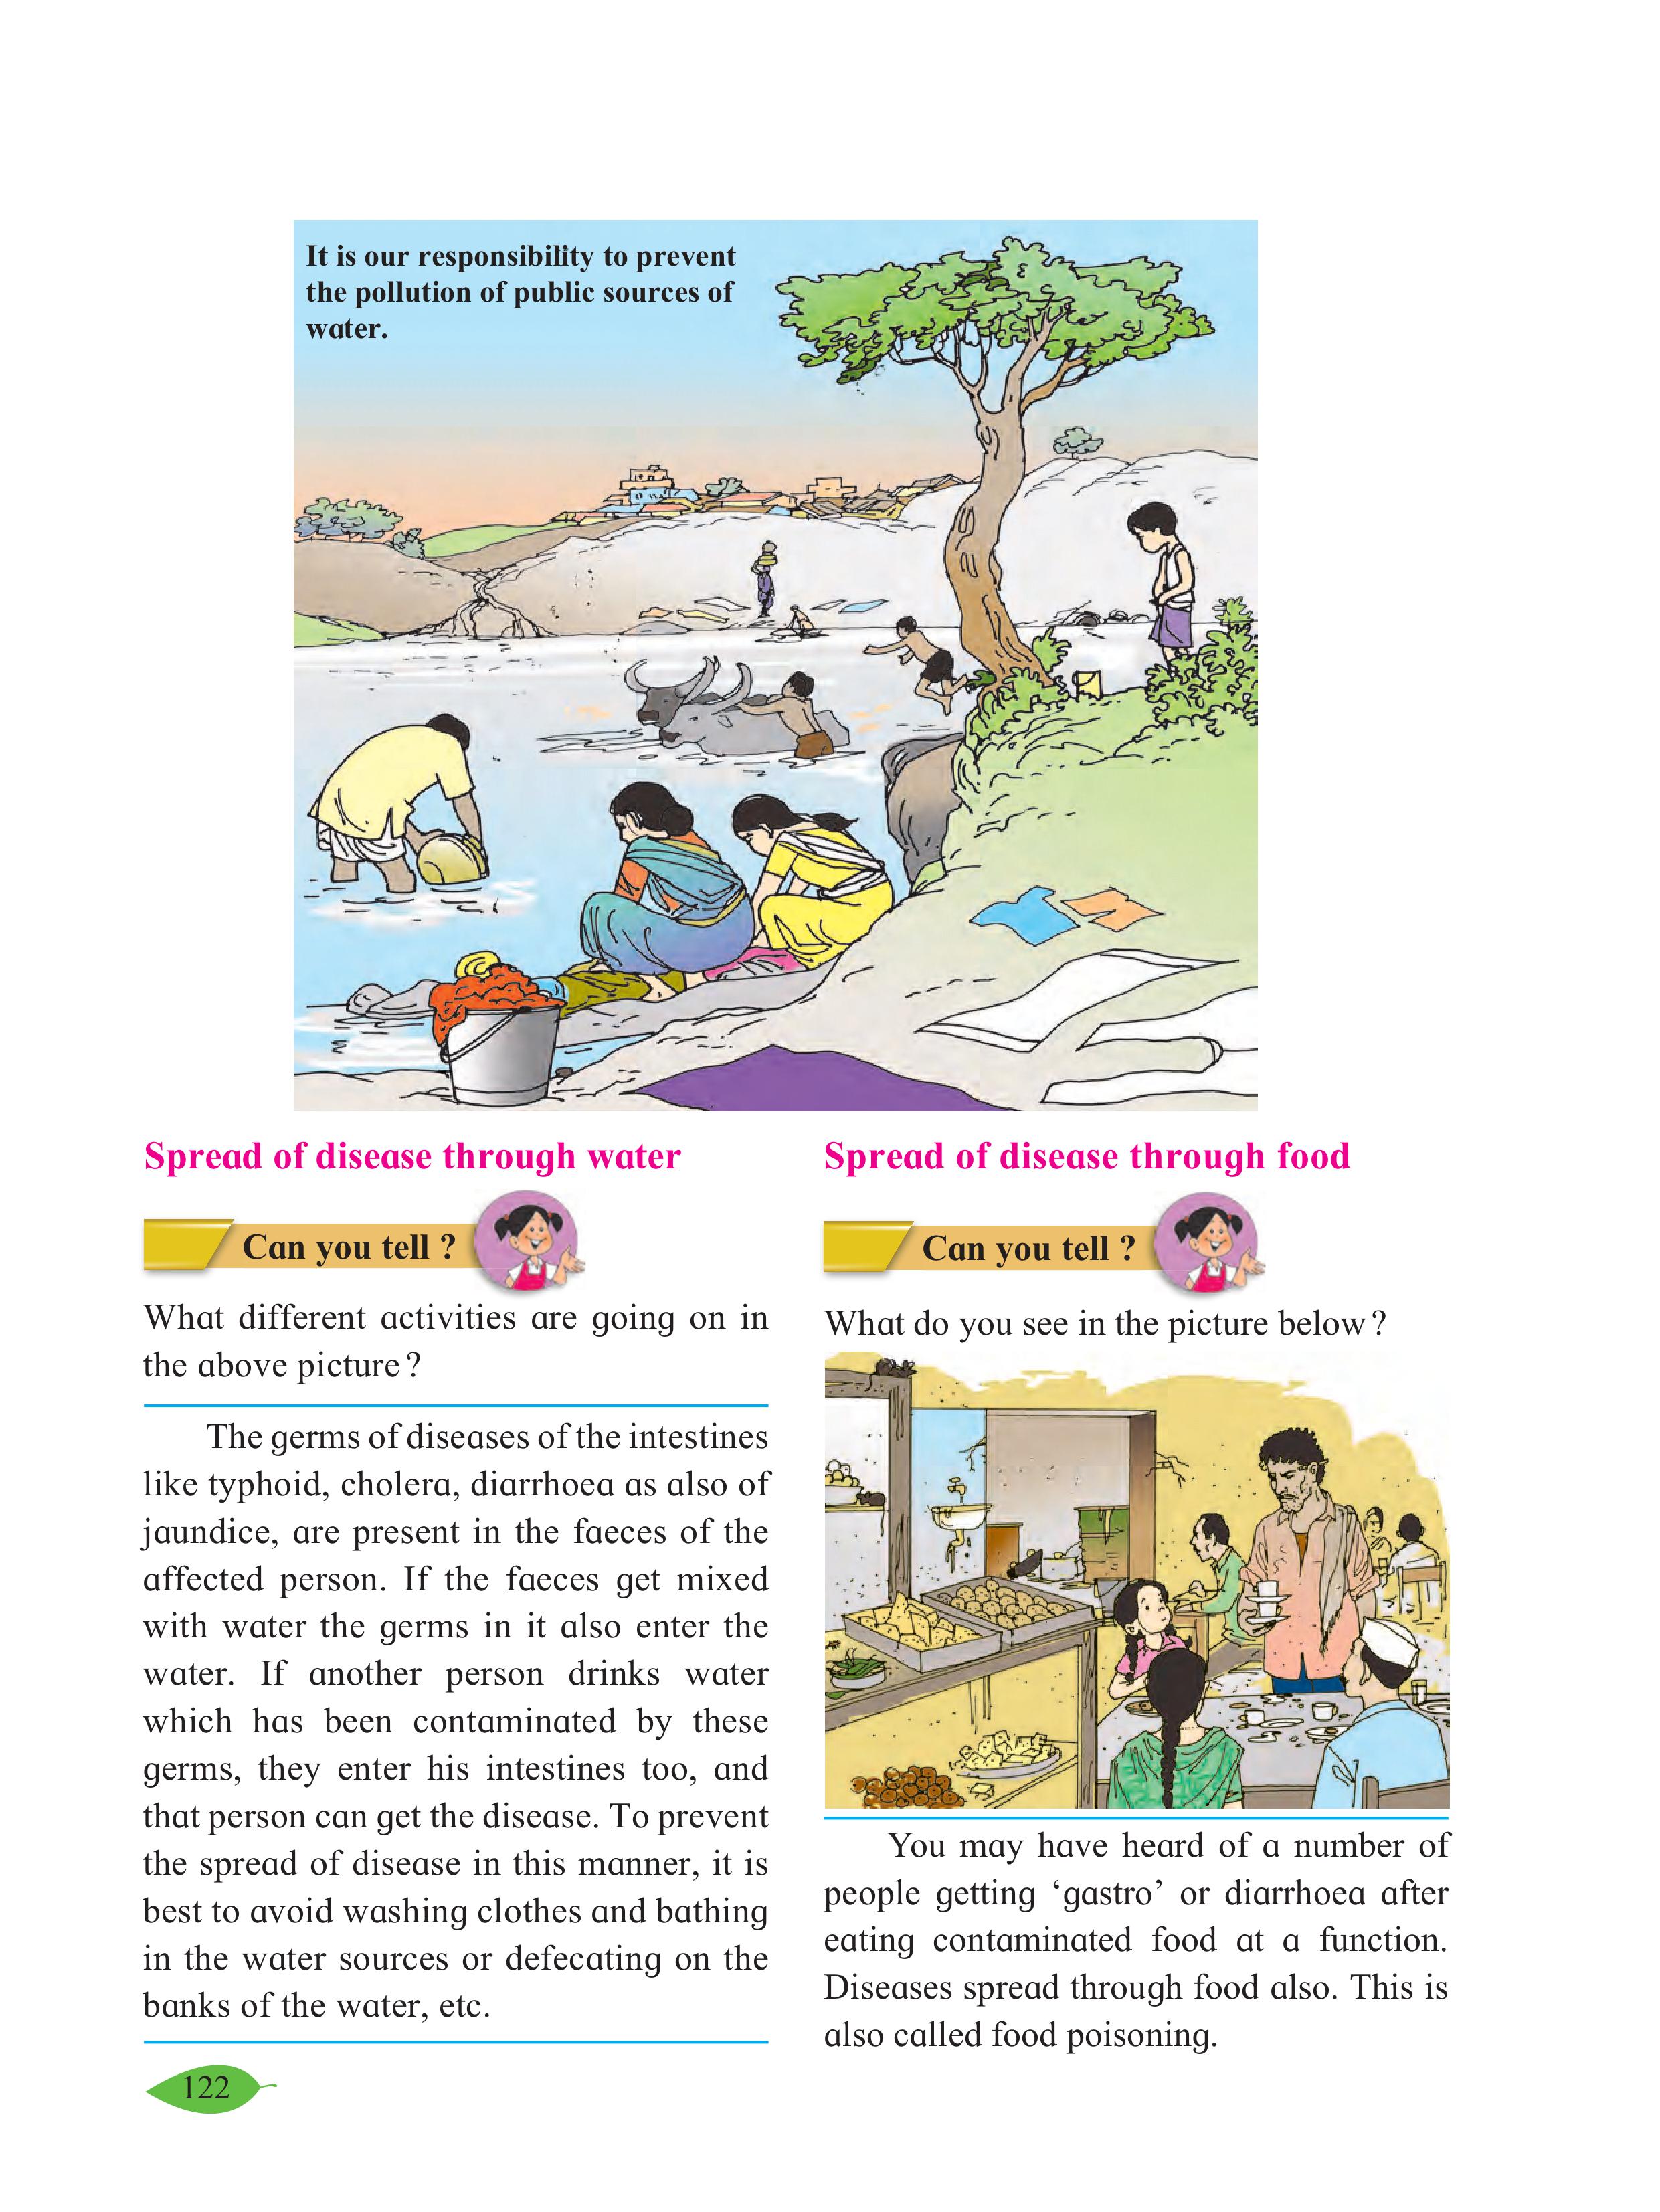 It is our responsibility to prevent
the pollution of public sources of
water.
Spread of disease through water
Can you tell ?
What different activities are going on in
the above picture ?
The germs of diseases of the intestines
like typhoid, cholera, diarrhoea as also of
jaundice, are present in the faeces of the
affected person. If the faeces get mixed
with water the germs in it also enter the
water. If another person drinks water
which has been contaminated by these
germs, they enter his intestines too, and
that person can get the disease. To prevent
the spread of disease in this manner, it is
best to avoid washing clothes and bathing
in the water sources or defecating on the
banks of the water, etc.
Spread of disease through food
Can you tell ?
What do you see in the picture below ?
You may have heard of a number of
people getting ‘gastro’ or diarrhoea after
eating contaminated food at a function.
Diseases spread through food also. This is
also called food poisoning.
122